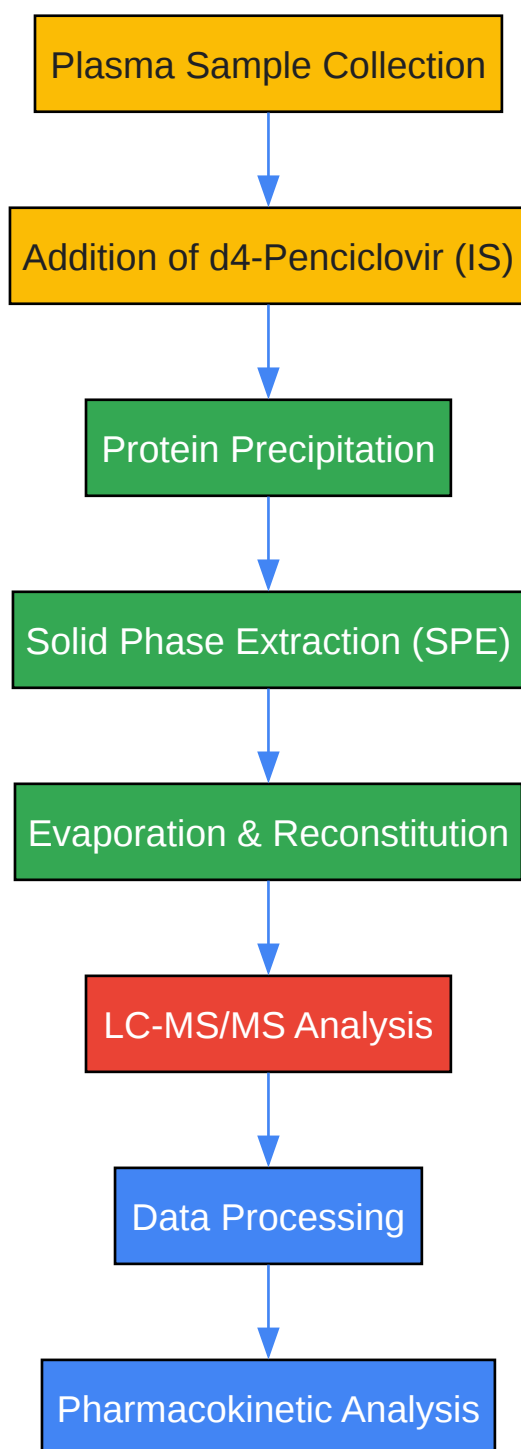 Plasma Sample Collection
Addition of d4-Penciclovir (IS)
Protein Precipitation
Solid Phase Extraction (SPE)
Evaporation & Reconstitution
LC-MS/MS Analysis
Data Processing
Pharmacokinetic Analysis